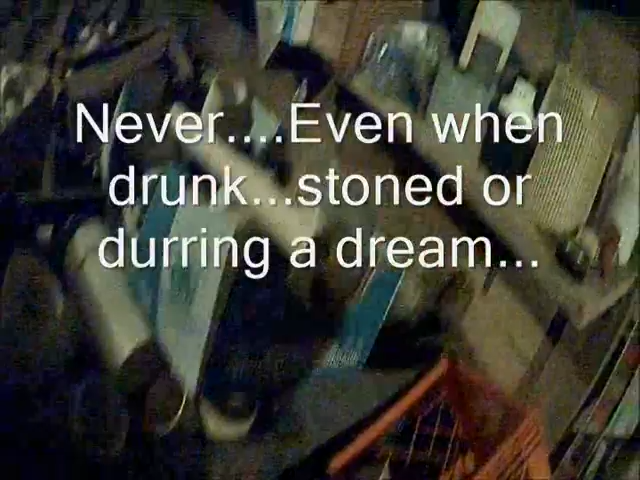 Never....Even when
drunk...stoned or
durring a dream...